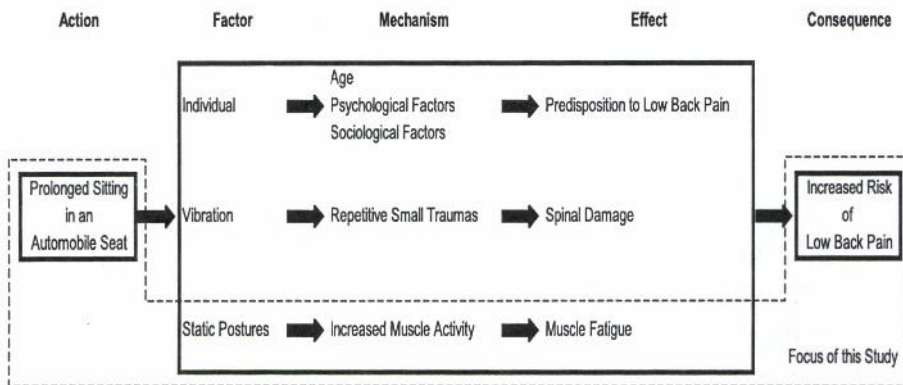 Action Factor Mechanism Effect Consequence
Age
Individual Psychological Factors Predisposition to Low Back Pain
Sociological Factors
Prolonged Sitting
in an
Automobile Seat
Vibration Repetitive Small Traumas Spinal Damage
Increased Risk
of
Low Back Pain
Static Postures Increased Muscle Activity Muscle Fatigue
Focus of this Study